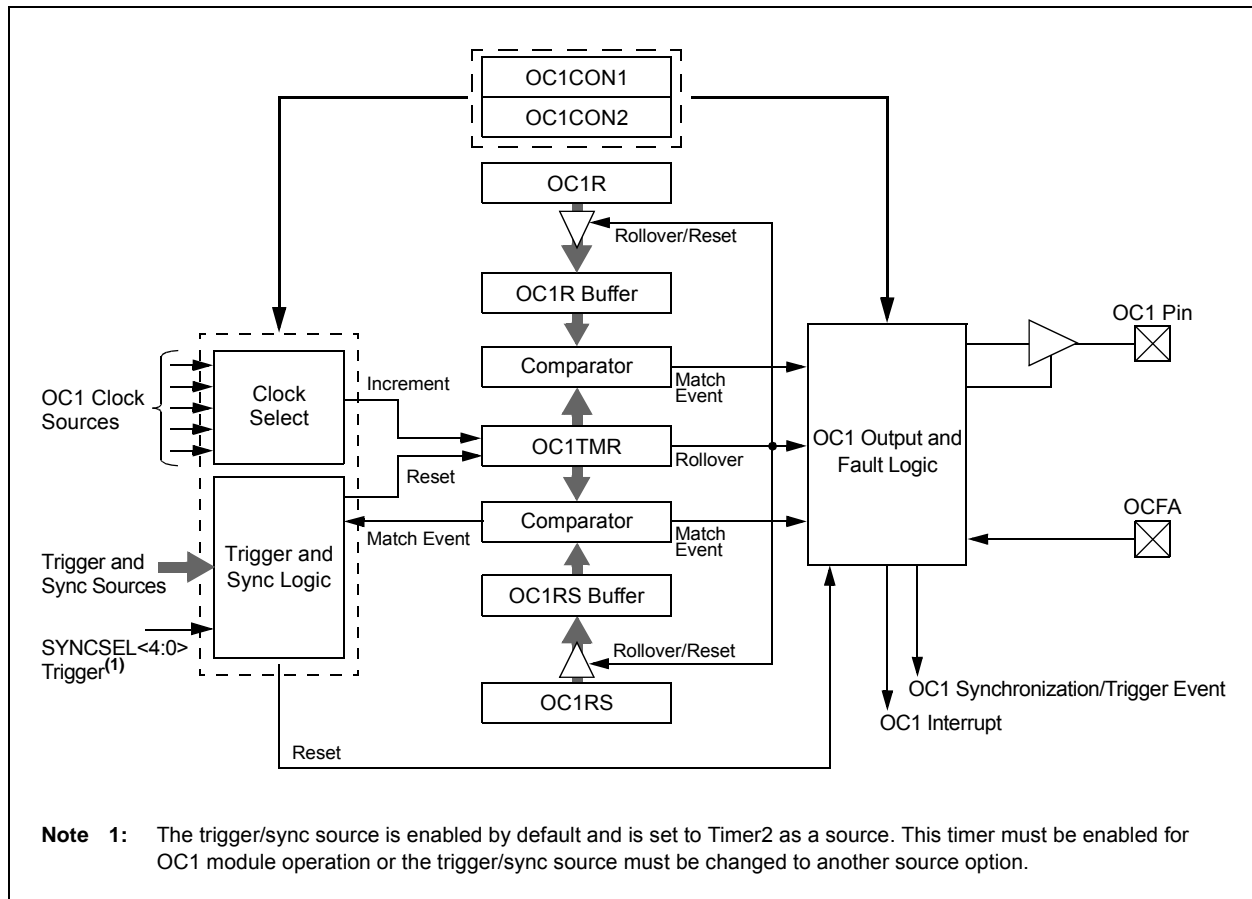 OC1CON1
OC1CON2
OC1R
Rollover/Reset
OC1R Buffer
OC1 Pin
Comparator
Match
Event
OC1 Clock
Sources
Clock
Select
Increment
OC1TMR
Rollover
OC1 Output and
Fault Logic
Reset
Comparator
Match Event
Match
Event
OCFA
Trigger and
Sync Sources
Trigger and
Sync Logic
OC1RS Buffer
SYNCSEL<4:0>
Trigger(1)
Rollover/Reset
OC1RS
OC1 Synchronization/Trigger Event
OC1 Interrupt
Reset
Note 1: The trigger/sync source is enabled by default and is set to Timer2 as a source. This timer must be enabled for
OC1 module operation or the trigger/sync source must be changed to another source option.